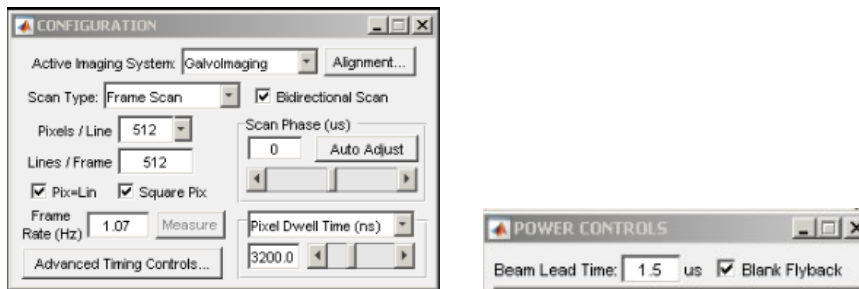 CONFIGURATION
Active Imaging System: GalvoImaging Alignment...
Scan Type: Frame Scan Bidirectional Scan
Pixels / Line 512
Lines / Frame 512
Pix=Lin Square Pix
Scan Phase (us)
0 Auto Adjust
Frame Rate (Hz) 1.07 Measure
Pixel Dwell Time (ns)
3200.0
Advanced Timing Controls...
POWER CONTROLS
Beam Lead Time: 1.5 us Blank Flyback